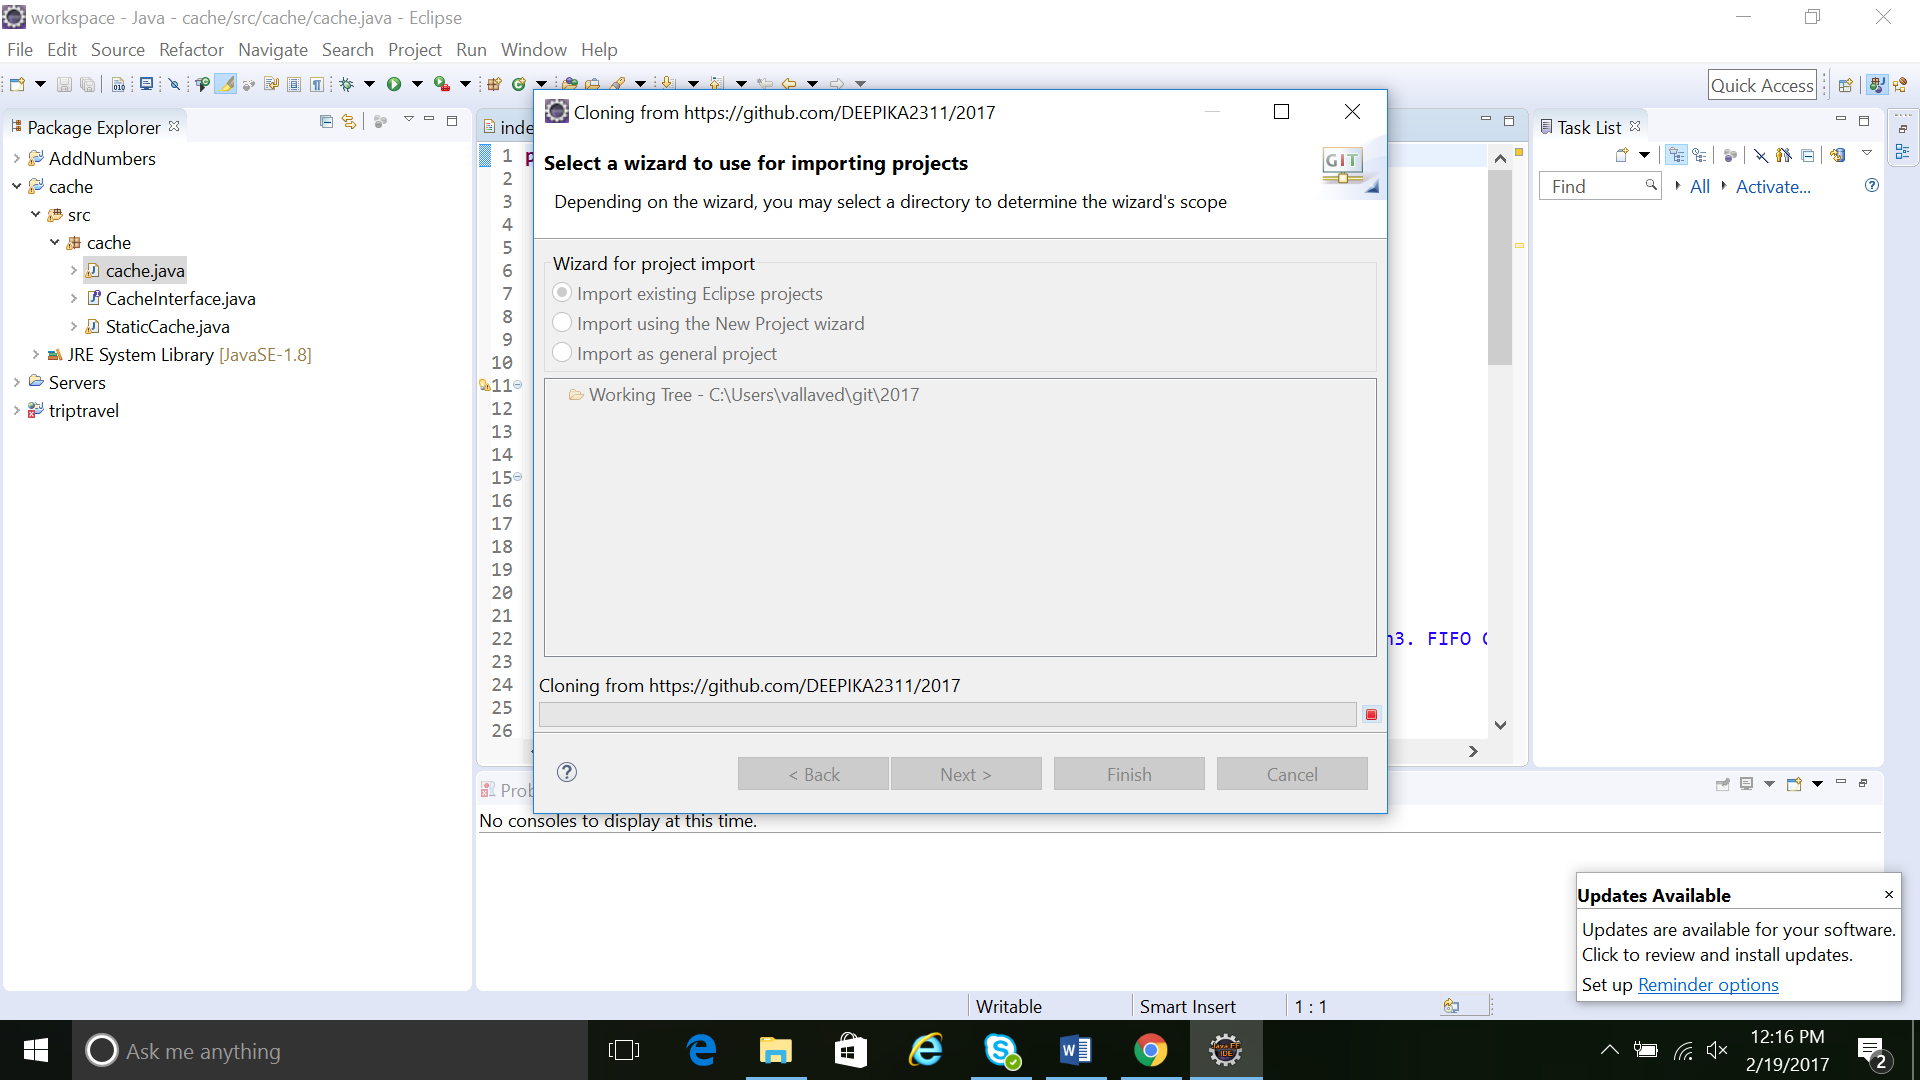 workspace - Java - cache/src/cache/cache.java - Eclipse
File Edit Source Refactor Navigate Search Project Run Window Help
Quick Access
Package Explorer
AddNumbers
cache
src
cache
cache.java
CacheInterface.java
StaticCache.java
JRE System Library [JavaSE-1.8]
Servers
triptravel
1
2
3
4
5
6
7
8
9
10
11
12
13
14
15
16
17
18
19
20
21
22
23
24
25
26
3. FIFO
Cloning from https://github.com/DEEPIKA2311/2017
Select a wizard to use for importing projects
GIT
Depending on the wizard, you may select a directory to determine the wizard's scope
Wizard for project import
Import existing Eclipse projects
Import using the New Project wizard
Import as general project
Working Tree - C:\Users\vallaved\git\2017
Cloning from https://github.com/DEEPIKA2311/2017
< Back Next > Finish Cancel
Task List
Find All Activate...
No consoles to display at this time.
Updates Available
Updates are available for your software.
Click to review and install updates.
Set up Reminder options
Writable Smart Insert 1 : 1
Ask me anything
12:16 PM
2/19/2017
2